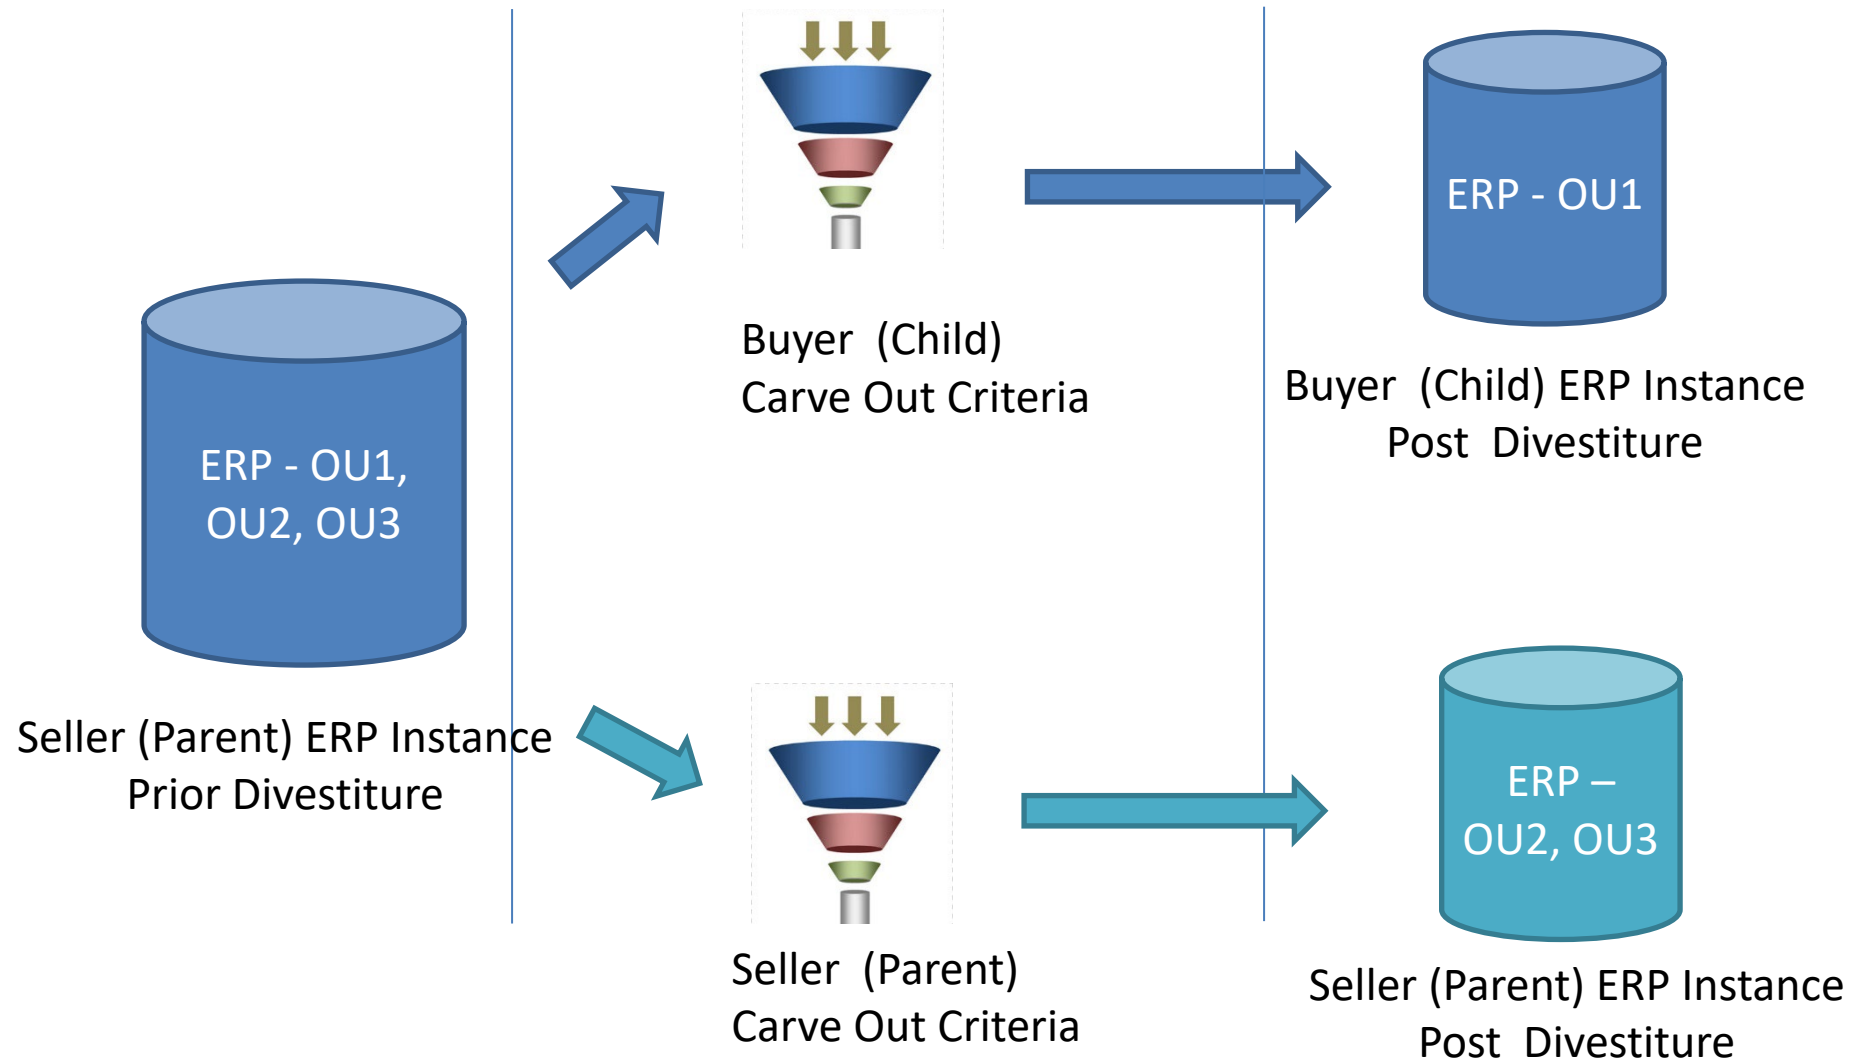 ERP - OU1,
OU2, OU3
Seller (Parent) ERP Instance
Prior Divestiture
Buyer  (Child)
Carve Out Criteria
ERP - OU1
Buyer  (Child) ERP Instance
Post  Divestiture
Seller  (Parent)
Carve Out Criteria
ERP –
OU2, OU3
Seller (Parent) ERP Instance
Post  Divestiture